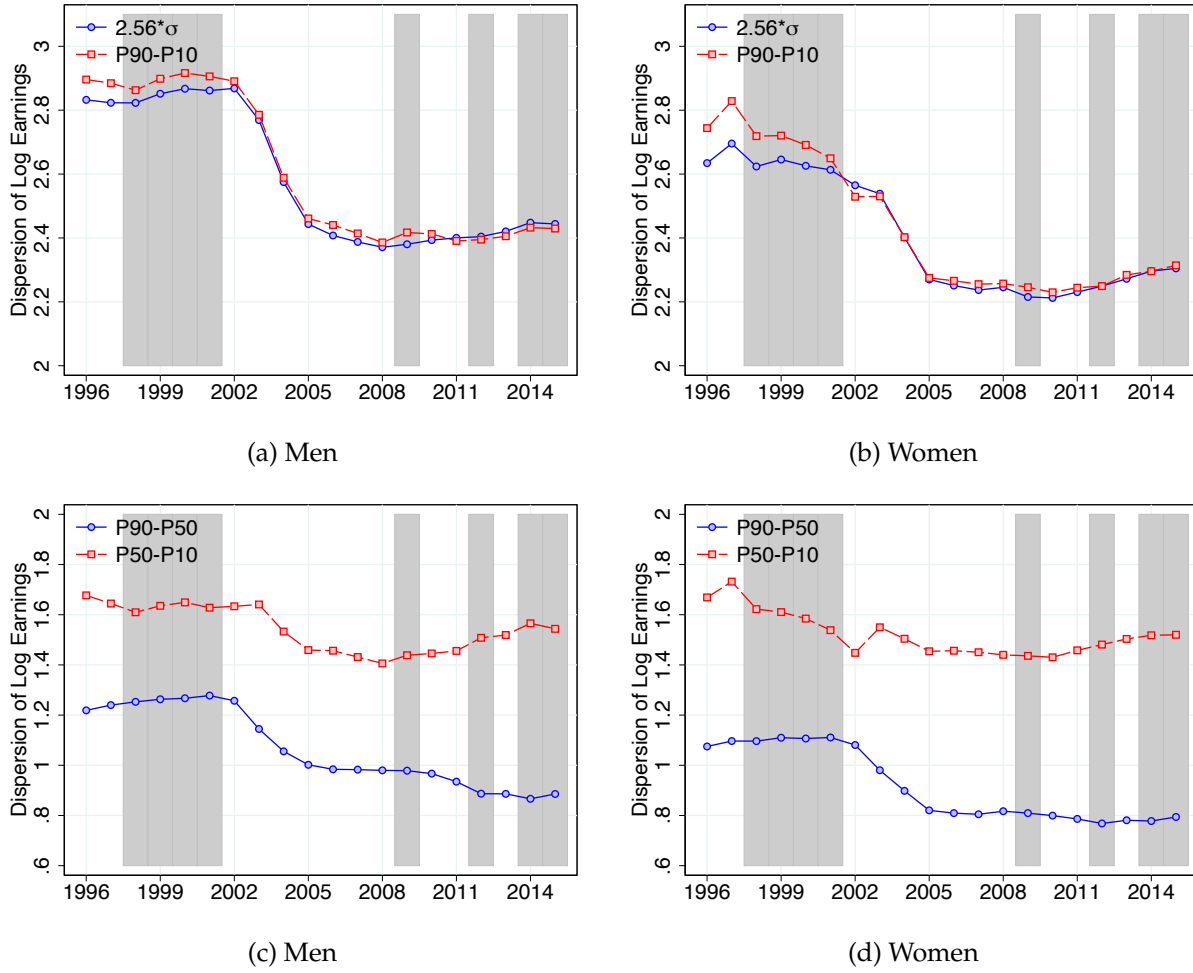 2.56*σ
P90-P10
Dispersion of Log Earnings
3
2.8
2.6
2.4
2.2
2
1996 1999 2002 2005 2008 2011 2014
(a) Men
2.56*σ
P90-P10
Dispersion of Log Earnings
3
2.8
2.6
2.4
2.2
2
1996 1999 2002 2005 2008 2011 2014
(b) Women
P90-P50
P50-P10
Dispersion of Log Earnings
2
1.8
1.6
1.4
1.2
1
.8
.6
1996 1999 2002 2005 2008 2011 2014
(c) Men
P90-P50
P50-P10
Dispersion of Log Earnings
2
1.8
1.6
1.4
1.2
1
.8
.6
1996 1999 2002 2005 2008 2011 2014
(d) Women